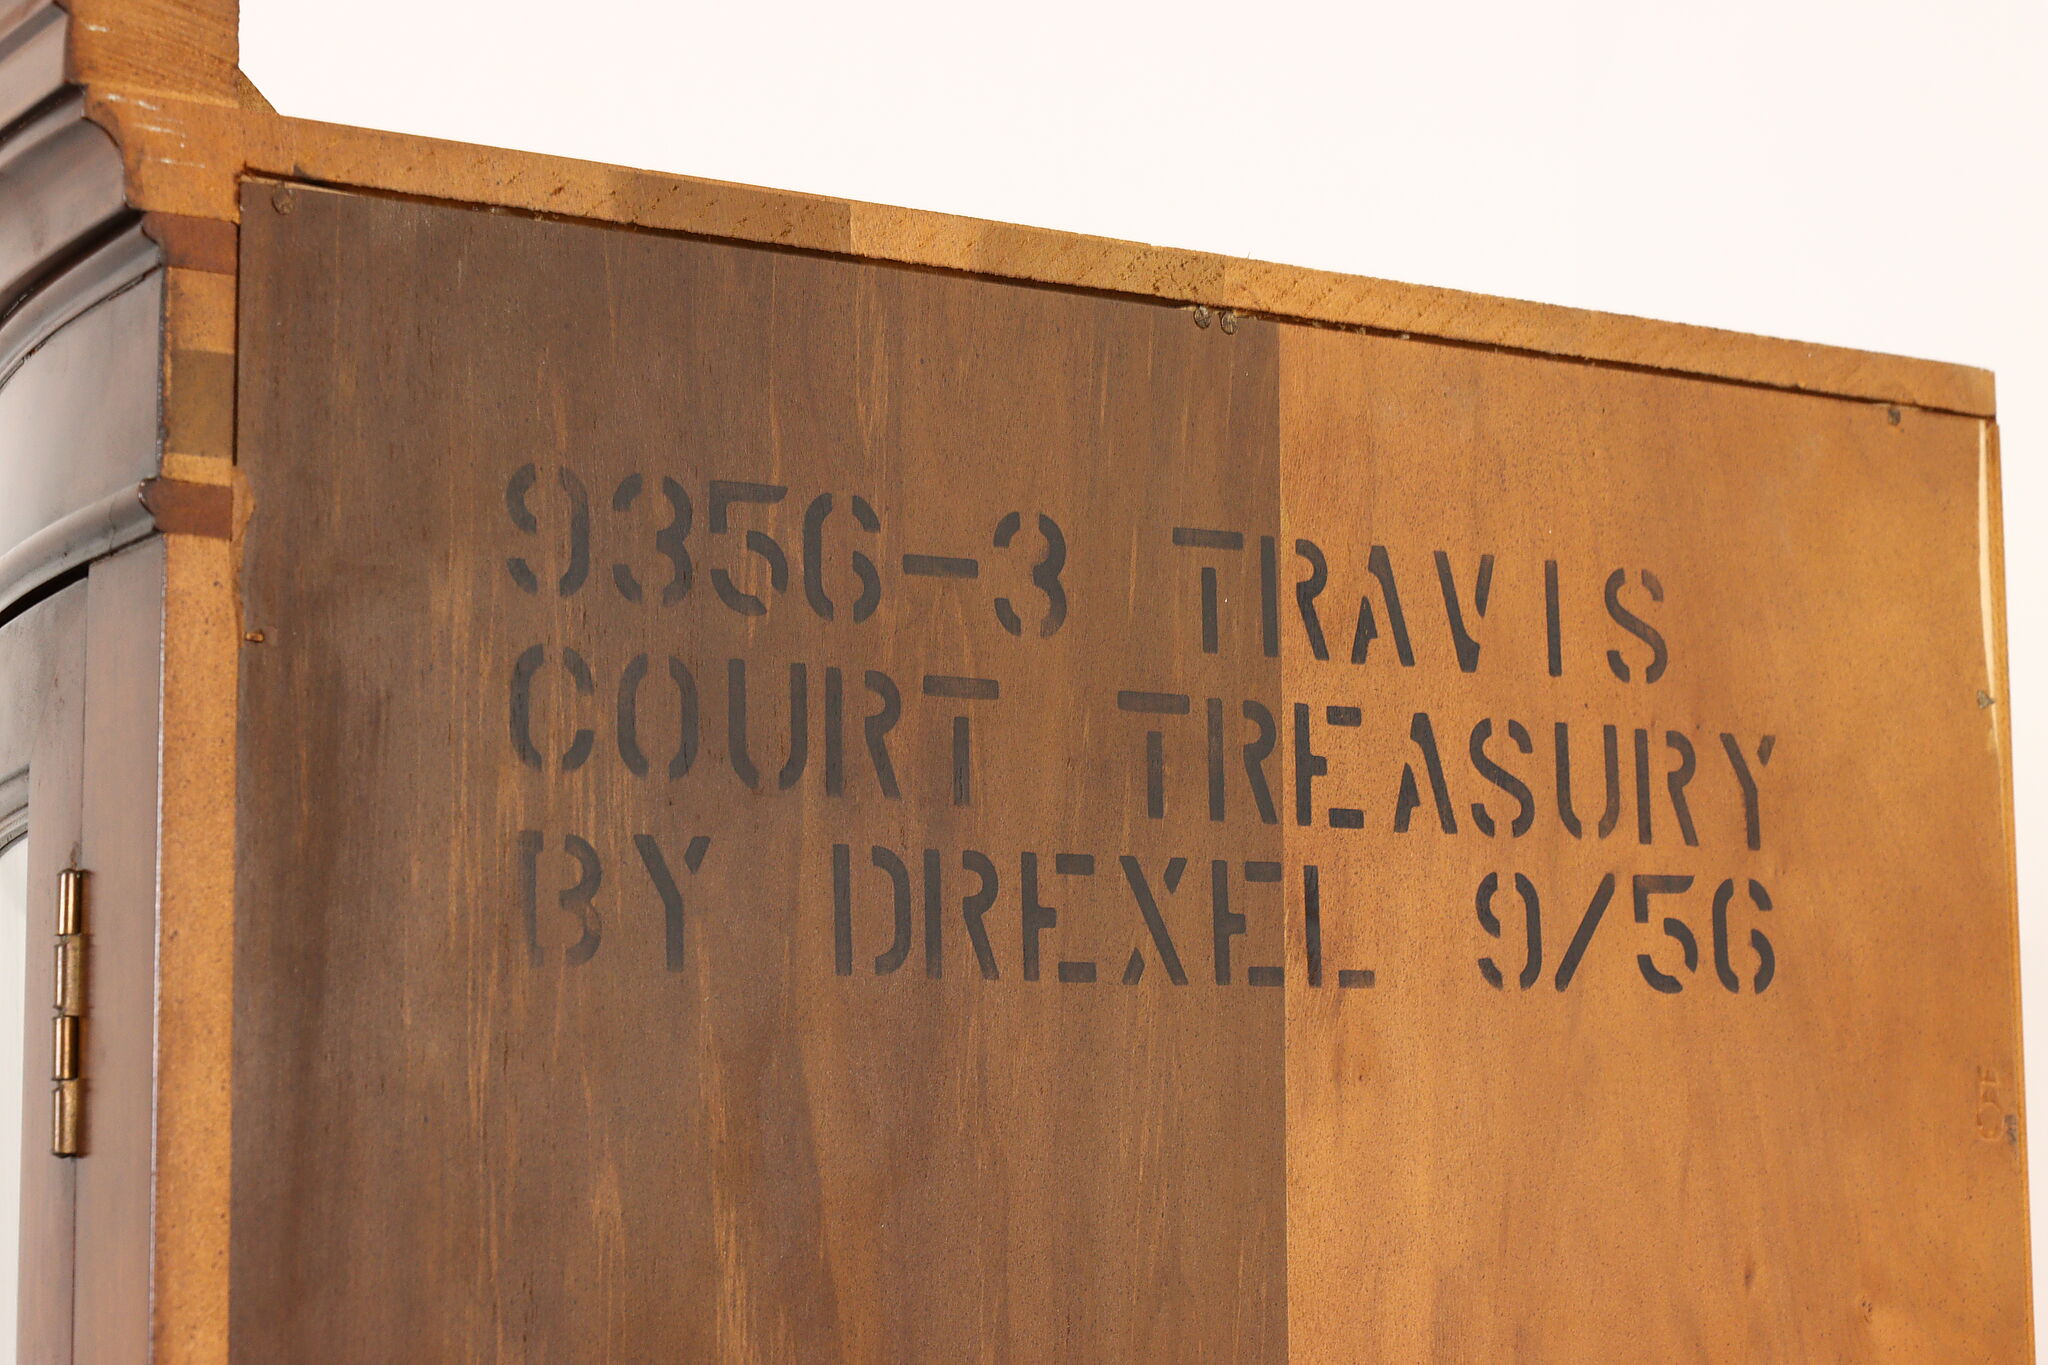 9356-3 TRAVIS
COURT TREASURY
BY DREXEL 9/56